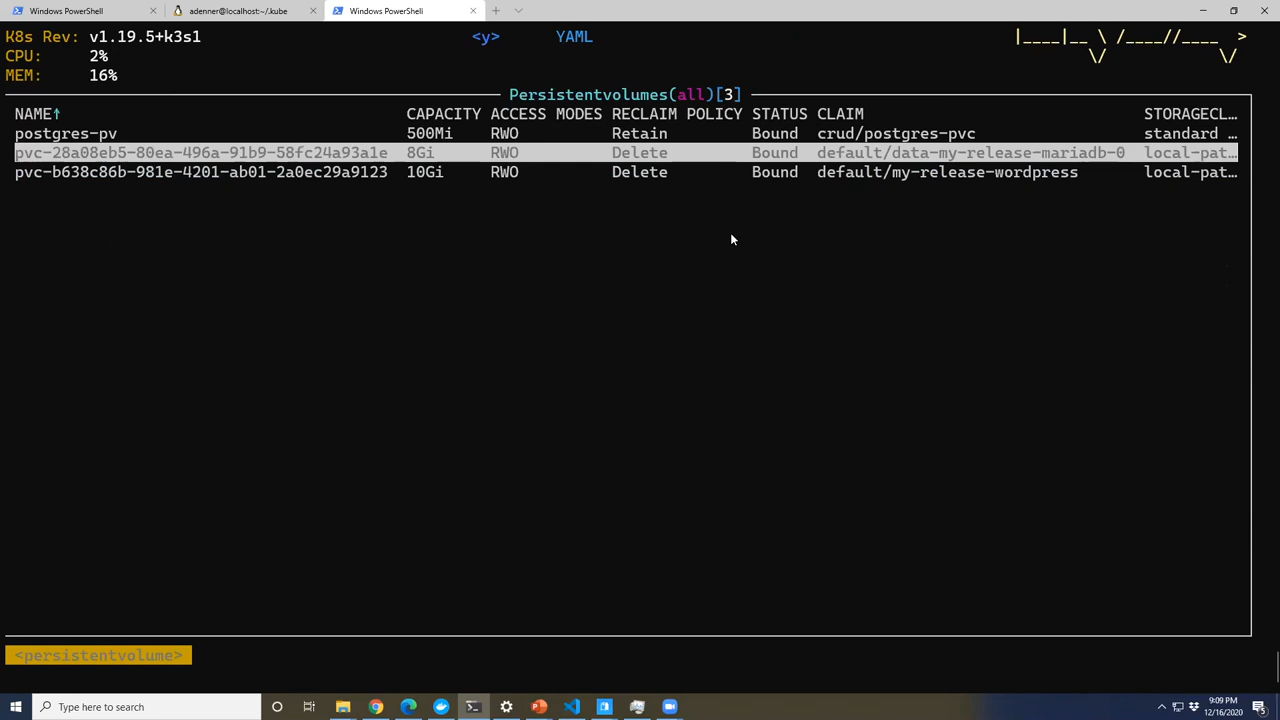 Windows PowerShell
adenner@localhost:~/.kube
Windows PowerShell
K8s Rev: v1.19.5+k3s1
<y> YAML
CPU: 2%
MEM: 16%
Persistentvolumes(all)[3]
NAME↑ CAPACITY ACCESS MODES RECLAIM POLICY STATUS CLAIM STORAGECL…
postgres-pv 500Mi RWO Retain Bound crud/postgres-pvc standard …
pvc-28a08eb5-80ea-496a-91b9-58fc24a93a1e 8Gi RWO Delete Bound default/data-my-release-mariadb-0 local-pat…
pvc-b638c86b-981e-4201-ab01-2a0ec29a9123 10Gi RWO Delete Bound default/my-release-wordpress local-pat…
<persistentvolume>
Type here to search
9:09 PM
12/16/2020
5